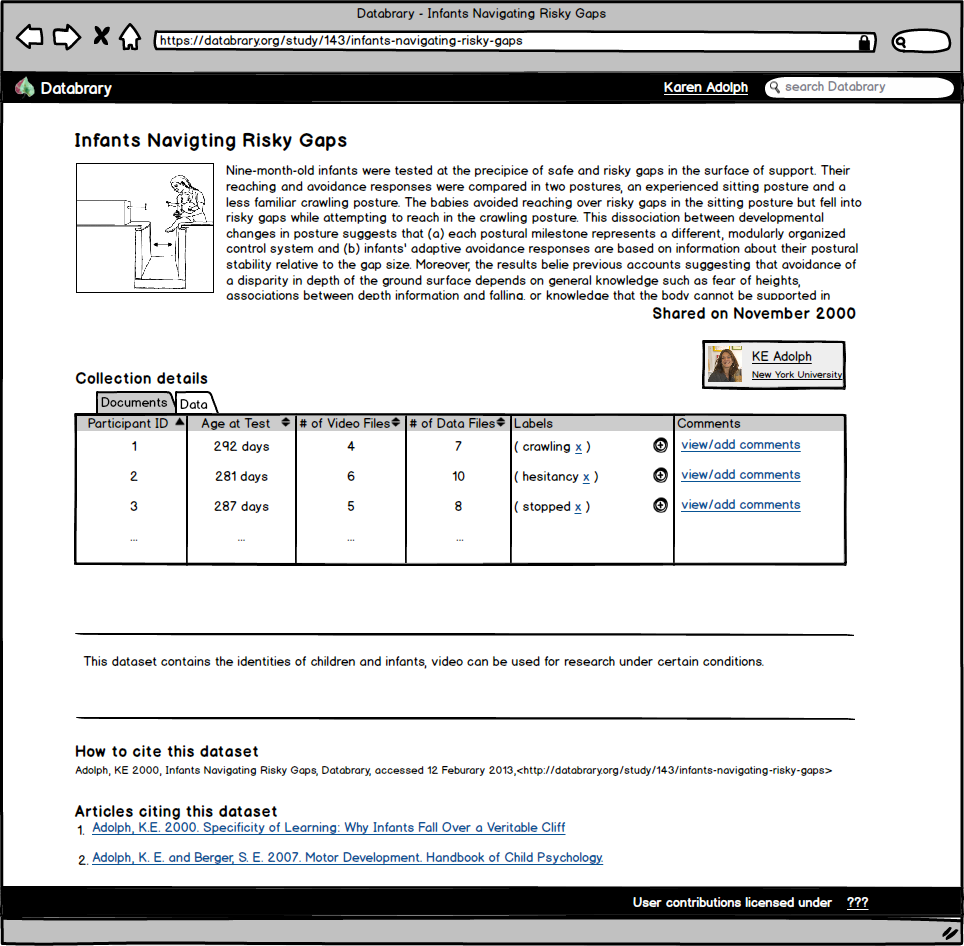 Databrary - Infants Navigating Risky Gaps
https://databrary.org/study/143/infants-navigating-risky-gaps
Databrary
Karen Adolph
search Databrary
Infants Navigting Risky Gaps
Nine-month-old infants were tested at the precipice of safe and risky gaps in the surface of support. Their
reaching and avoidance responses were compared in two postures, an experienced sitting posture and a
less familiar crawling posture. The babies avoided reaching over risky gaps in the sitting posture but fell into
risky gaps while attempting to reach in the crawling posture. This dissociation between developmental
changes in posture suggests that (a) each postural milestone represents a different, modularly organized
control system and (b) infants' adaptive avoidance responses are based on information about their postural
stability relative to the gap size. Moreover, the results belie previous accounts suggesting that avoidance of
a disparity in depth of the ground surface depends on general knowledge such as fear of heights,
associations between depth information and falling, or knowledge that the body cannot be supported in
Shared on November 2000
KE Adolph
New York University
Collection details
Documents Data
Participant ID Age at Test # of Video Files # of Data Files Labels Comments
1 292 days 4 7 ( crawling x ) view/add comments
2 281 days 6 10 ( hesitancy x ) view/add comments
3 287 days 5 8 ( stopped x ) view/add comments
... ... ... ...
This dataset contains the identities of children and infants, video can be used for research under certain conditions.
How to cite this dataset
Adolph, KE 2000, Infants Navigating Risky Gaps, Databrary, accessed 12 Feburary 2013,<http://databrary.org/study/143/infants-navigating-risky-gaps>
Articles citing this dataset
1. Adolph, K.E. 2000. Specificity of Learning: Why Infants Fall Over a Veritable Cliff
2. Adolph, K. E. and Berger, S. E. 2007. Motor Development. Handbook of Child Psychology.
User contributions licensed under ???